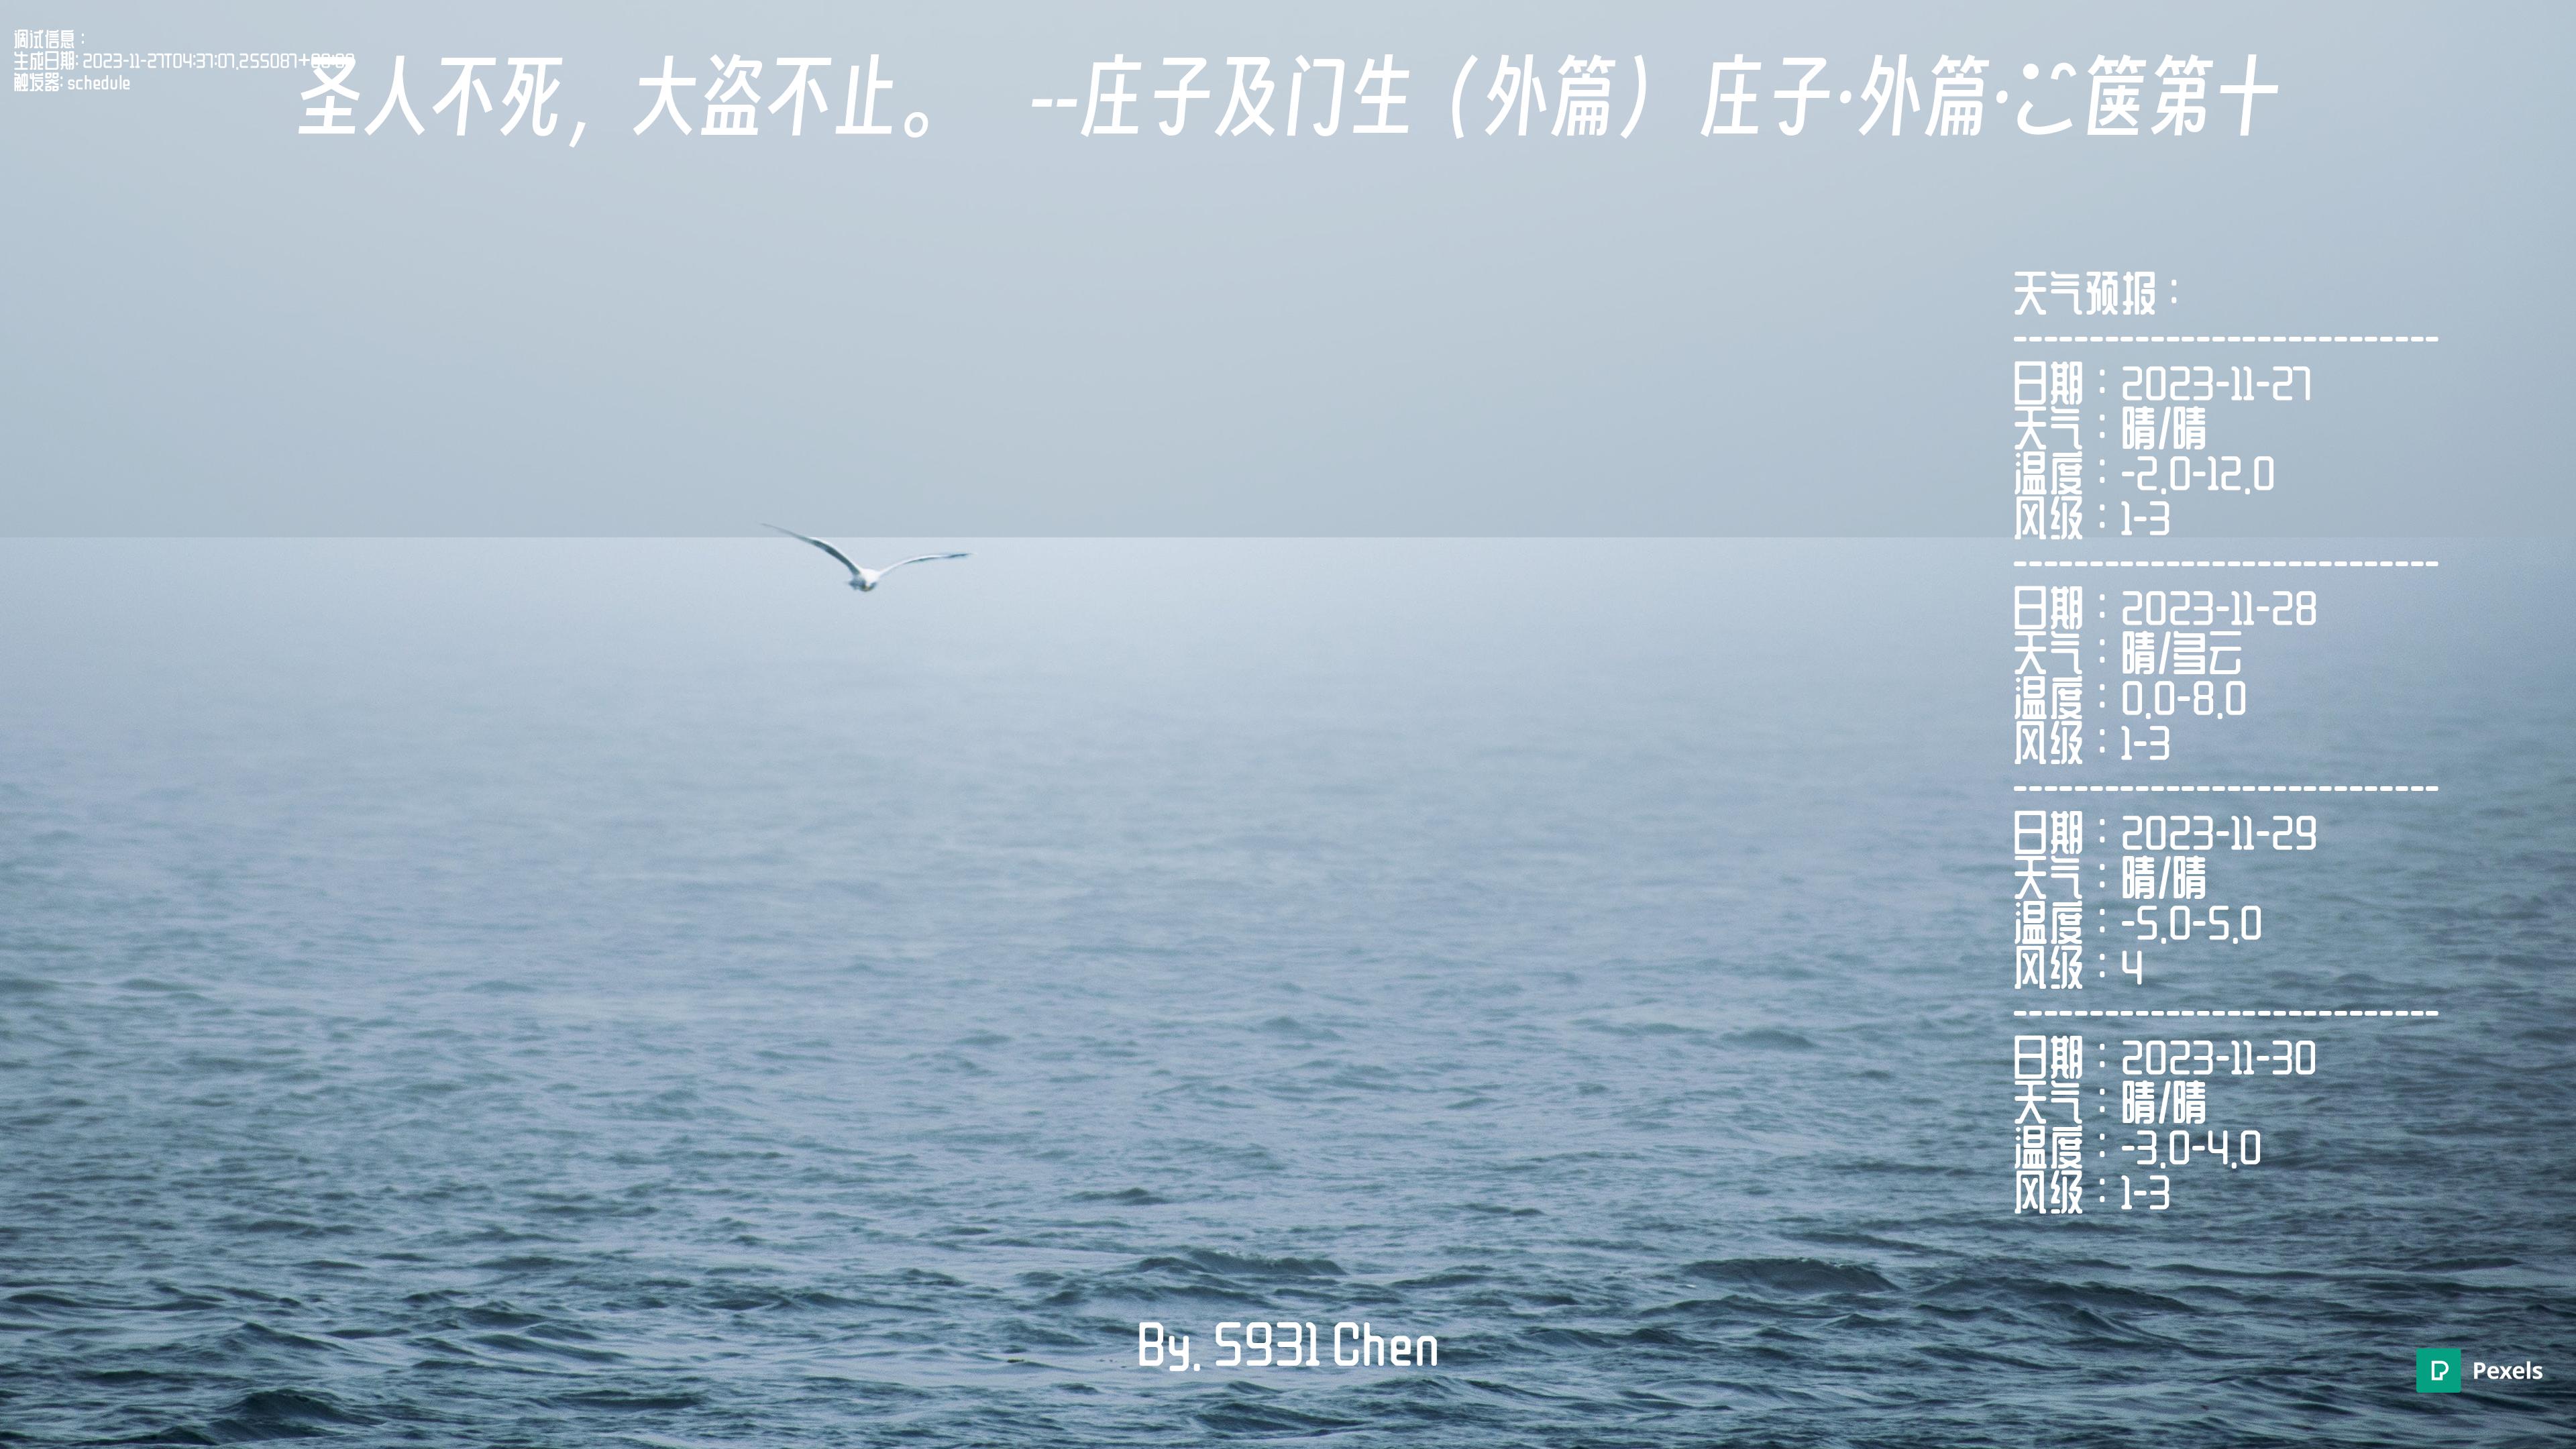 调试信息：
生成日期: 2023-11-27T04:37:07.255087+00:00
触发器: schedule
圣人不死，大盗不止。 --庄子及门生（外篇） 庄子·外篇·箧第十
天气预报：
----------------------------
日期：2023-11-27
天气：晴/晴
温度：-2.0-12.0
风级：1-3
----------------------------
日期：2023-11-28
天气：晴/多云
温度：0.0-8.0
风级：1-3
----------------------------
日期：2023-11-29
天气：晴/晴
温度：-5.0-5.0
风级：4
----------------------------
日期：2023-11-30
天气：晴/晴
温度：-3.0-4.0
风级：1-3
By. 5931 Chen
Pexels